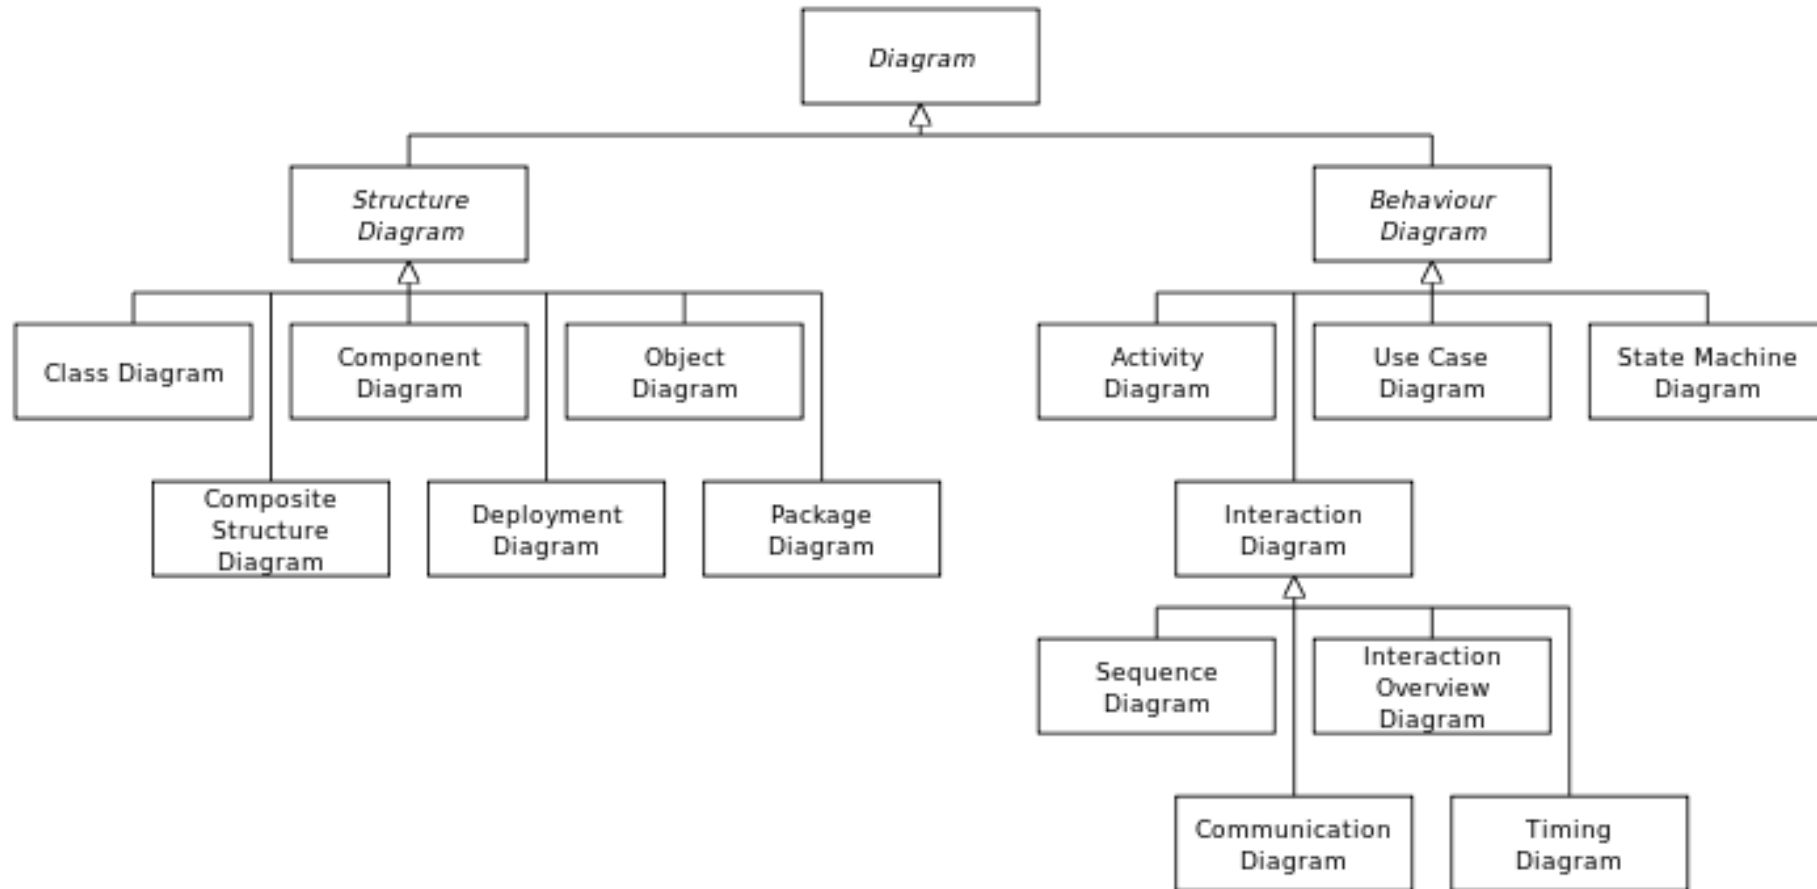 Diagram
Structure
Diagram
Behaviour
Diagram
Class Diagram
Component
Diagram
Object
Diagram
Activity
Diagram
Use Case
Diagram
State Machine
Diagram
Composite
Structure
Diagram
Deployment
Diagram
Package
Diagram
Interaction
Diagram
Sequence
Diagram
Interaction
Overview
Diagram
Communication
Diagram
Timing
Diagram